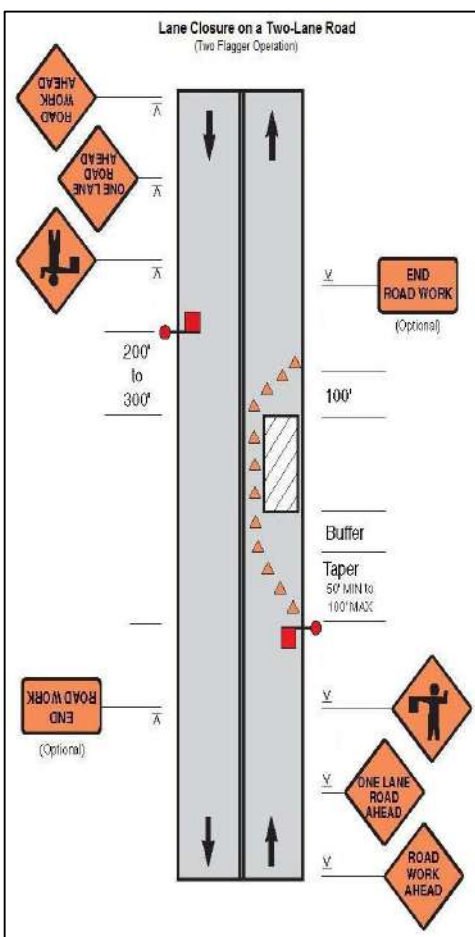 Lane Closure on a Two-Lane Road
(Two Flagger Operation)
ROAD
WORK
AHEAD
ONE LANE
ROAD
AHEAD
END
ROAD WORK
(Optional)
200'
to
300'
100'
Buffer
Taper
50' MIN to
100' MAX
END
ROAD WORK
(Optional)
ONE LANE
ROAD
AHEAD
ROAD
WORK
AHEAD